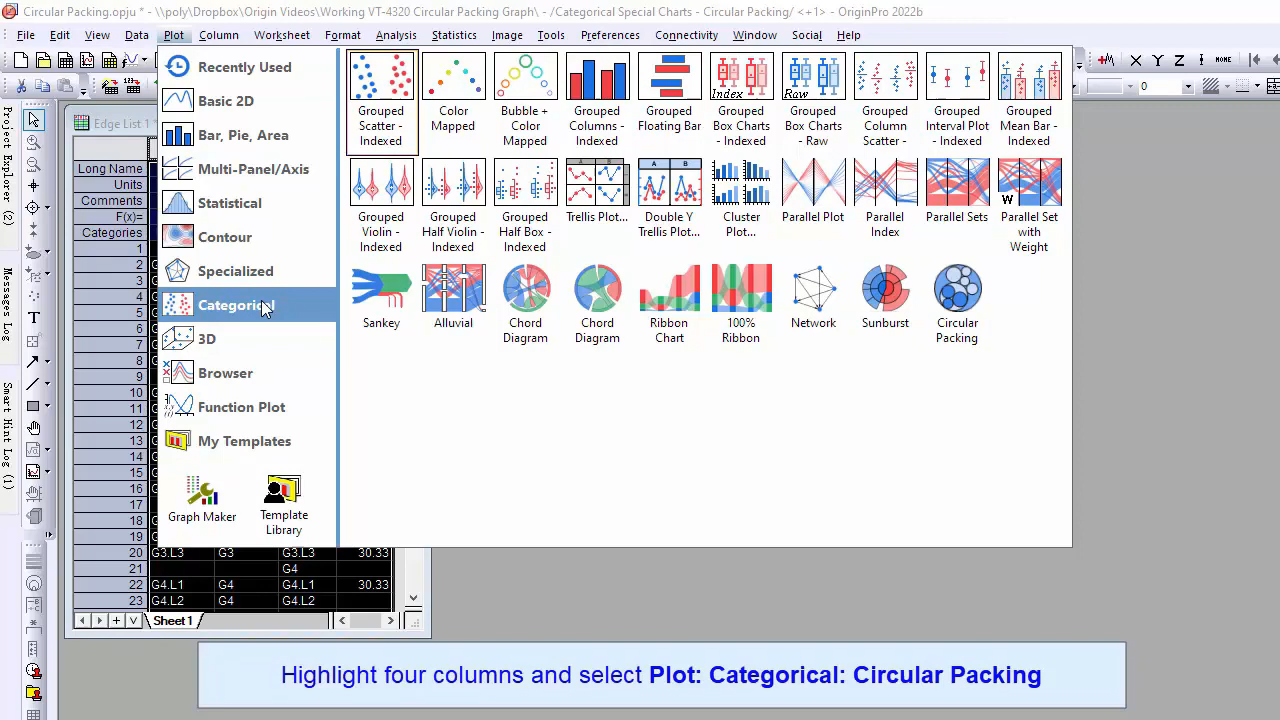 Circular Packing.opju * - \\poly\Dropbox\Origin Videos\Working VT-4320 Circular Packing Graph\ - /Categorical Special Charts - Circular Packing/ <+1> - OriginPro 2022b
File Edit View Data Plot Column Worksheet Format Analysis Statistics Image Tools Preferences Connectivity Window Social Help
NONE
0
Project Explorer (2)
Messages Log
Smart Hint Log (1)
Edge List 1 *
Long Name
Units
Comments
F(x)=
Categories
1
2
3
4
5
6
7
8
9
10
11
12
13
14
15
16
17
18
19
20 G3.L3 G3 G3.L3 30.33
21 G4
22 G4.L1 G4 G4.L1 30.33
23 G4.L2 G4 G4.L2
Sheet1
T
Recently Used
Basic 2D
Bar, Pie, Area
Multi-Panel/Axis
Statistical
Contour
Specialized
Categorical
3D
Browser
Function Plot
My Templates
Graph Maker
Template
Library
Grouped
Scatter -
Indexed
Color
Mapped
Bubble +
Color
Mapped
Grouped
Columns -
Indexed
Grouped
Floating Bar
Index
Grouped
Box Charts
- Indexed
Raw
Grouped
Box Charts
- Raw
Grouped
Column
Scatter -
Grouped
Interval Plot
- Indexed
Grouped
Mean Bar -
Indexed
Grouped
Violin -
Indexed
Grouped
Half Violin -
Indexed
Grouped
Half Box -
Indexed
Trellis Plot...
A B
Double Y
Trellis Plot...
Cluster
Plot...
Parallel Plot
Parallel
Index
Parallel Sets
W
Parallel Set
with
Weight
Sankey
Alluvial
Chord
Diagram
Chord
Diagram
Ribbon
Chart
100%
Ribbon
Network
Sunburst
Circular
Packing
Highlight four columns and select Plot: Categorical: Circular Packing